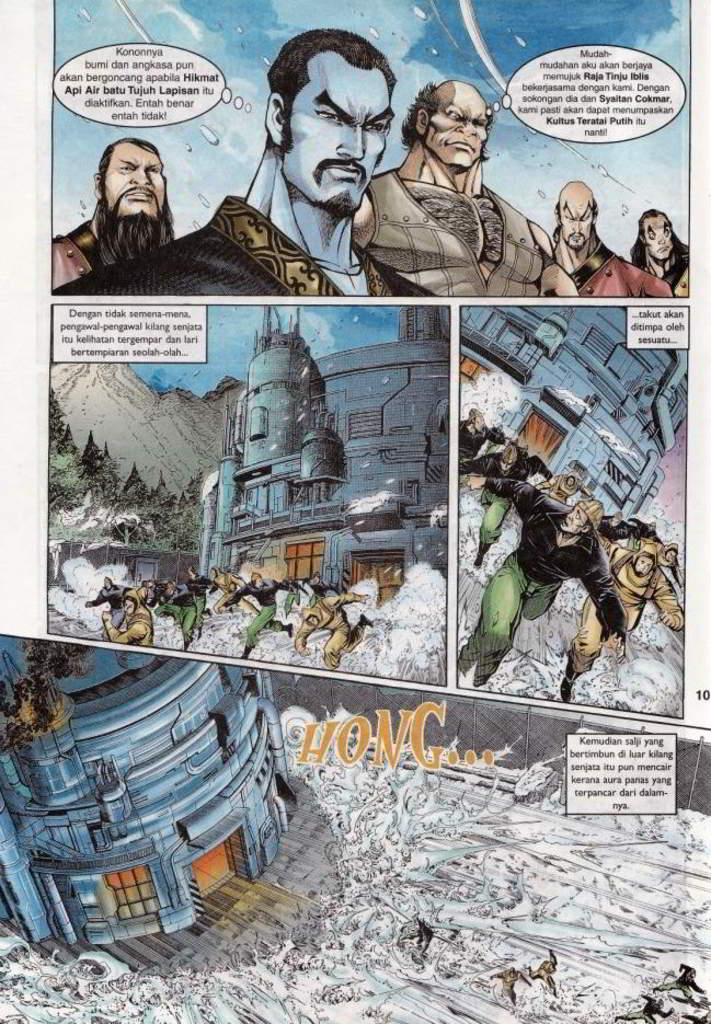 Kononnya
bumi dan angkasa pun
akan bergoncang apabila Hikmat
Api Air batu Tujuh Lapisan itu
diaktifkan. Entah benar
entah tidak!
Mudah-
mudahan aku akan berjaya
memujuk Raja Tinju Iblis
bekerjasama dengan kami. Dengan
sokongan dia dan Syaitan Cokmar,
kami pasti akan dapat menumpaskan
Kultus Teratai Putih itu
nanti!
Dengan tidak semena-mena,
pengawal-pengawal kilang senjata
itu kelihatan tergempar dan lari
bertempiaran seolah-olah...
...takut akan
ditimpa oleh
sesuatu...
10
HONG...
Kemudian salji yang
bertimbun di luar kilang
senjata itu pun mencair
kerana aura panas yang
terpancar dari dalam-
nya.